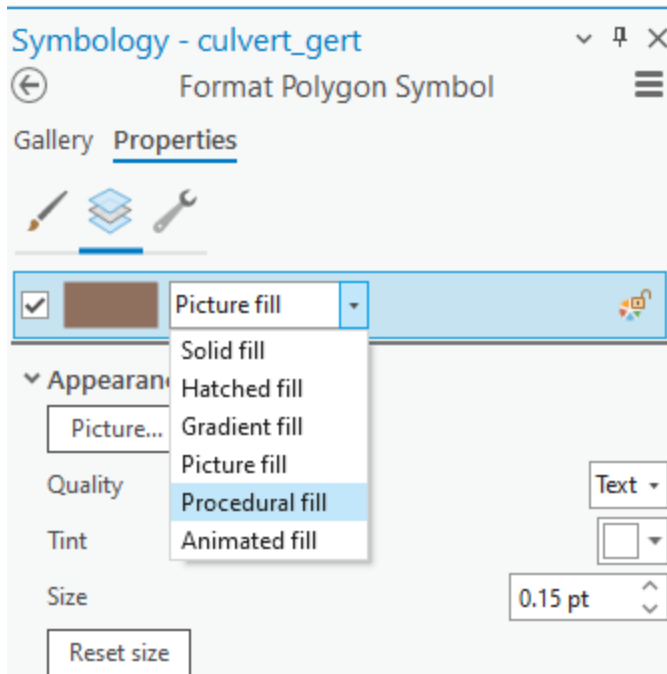 Symbology - culvert_gert
Format Polygon Symbol
Gallery Properties
Picture fill
Solid fill
Hatched fill
Gradient fill
Picture fill
Procedural fill
Animated fill
Appearan
Picture...
Quality Text
Tint
Size 0.15 pt
Reset size